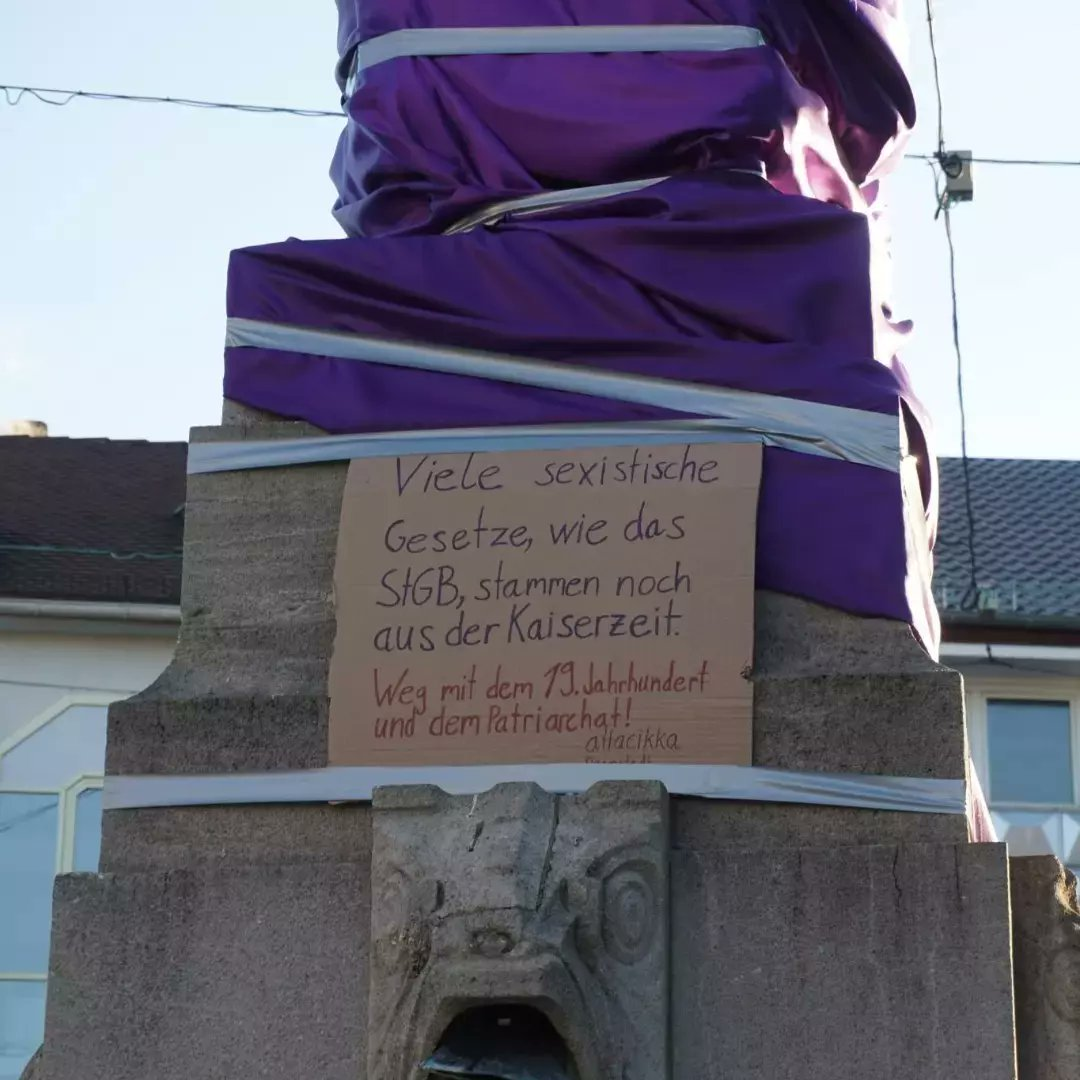 Viele sexistische
Gesetze, wie das
StGB, stammen noch
aus der Kaiserzeit.
Weg mit dem 19. Jahrhundert
und dem Patriarchat!